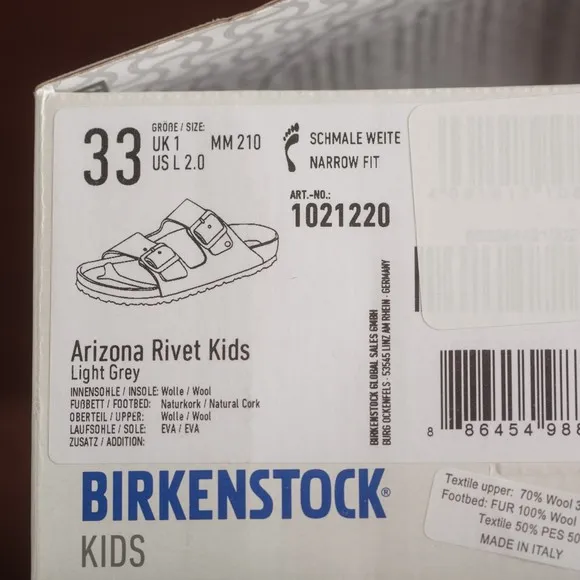 33
GRÖßE / SIZE:
UK 1 MM 210
US L 2.0
SCHMALE WEITE
NARROW FIT
ART.-NO.:
1021220
Arizona Rivet Kids
Light Grey
INNENSOHLE / INSOLE: Wolle / Wool
FUßBETT / FOOTBED: Naturkork / Natural Cork
OBERTEIL / UPPER: Wolle / Wool
LAUFSOHLE / SOLE: EVA / EVA
ZUSATZ / ADDITION:
BIRKENSTOCK GLOBAL SALES GMBH
BURG OCKENFELS · 53545 LINZ AM RHEIN · GERMANY
8 86454 988
BIRKENSTOCK®
KIDS
Textile upper: 70% Wool 3
Footbed: FUR 100% Wool
Textile 50% PES 50
MADE IN ITALY